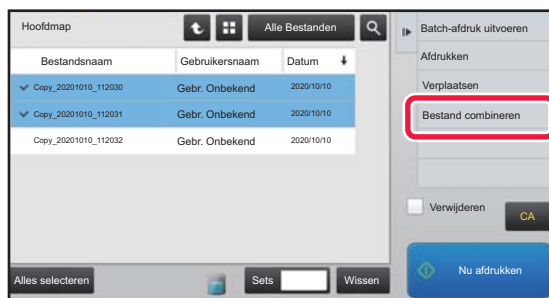 Hoofdmap
Alle Bestanden
Bestandsnaam Gebruikersnaam Datum
Copy_20201010_112030 Gebr. Onbekend 2020/10/10
Copy_20201010_112031 Gebr. Onbekend 2020/10/10
Copy_20201010_112032 Gebr. Onbekend 2020/10/10
Alles selecteren
Sets
Wissen
Batch-afdruk uitvoeren
Afdrukken
Verplaatsen
Bestand combineren
Verwijderen
CA
Nu afdrukken